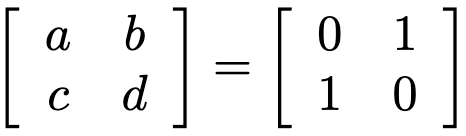 [ a b ] = [ 0 1 ]
[ c d ] [ 1 0 ]